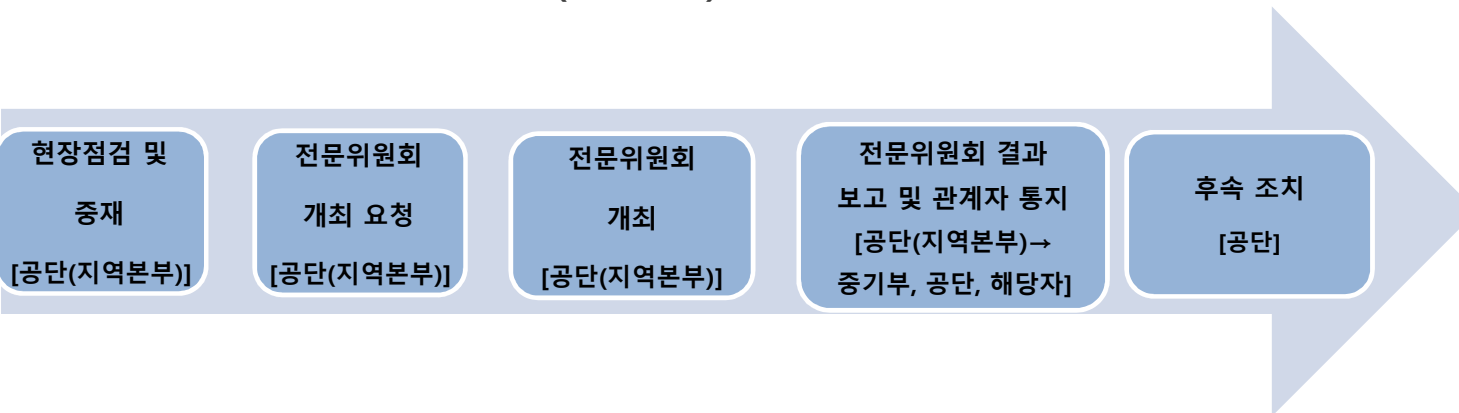 현장점검 및
중재
[공단(지역본부)]
전문위원회
개최 요청
[공단(지역본부)]
전문위원회
개최
[공단(지역본부)]
전문위원회 결과
보고 및 관계자 통지
[공단(지역본부)→
중기부, 공단, 해당자]
후속 조치
[공단]